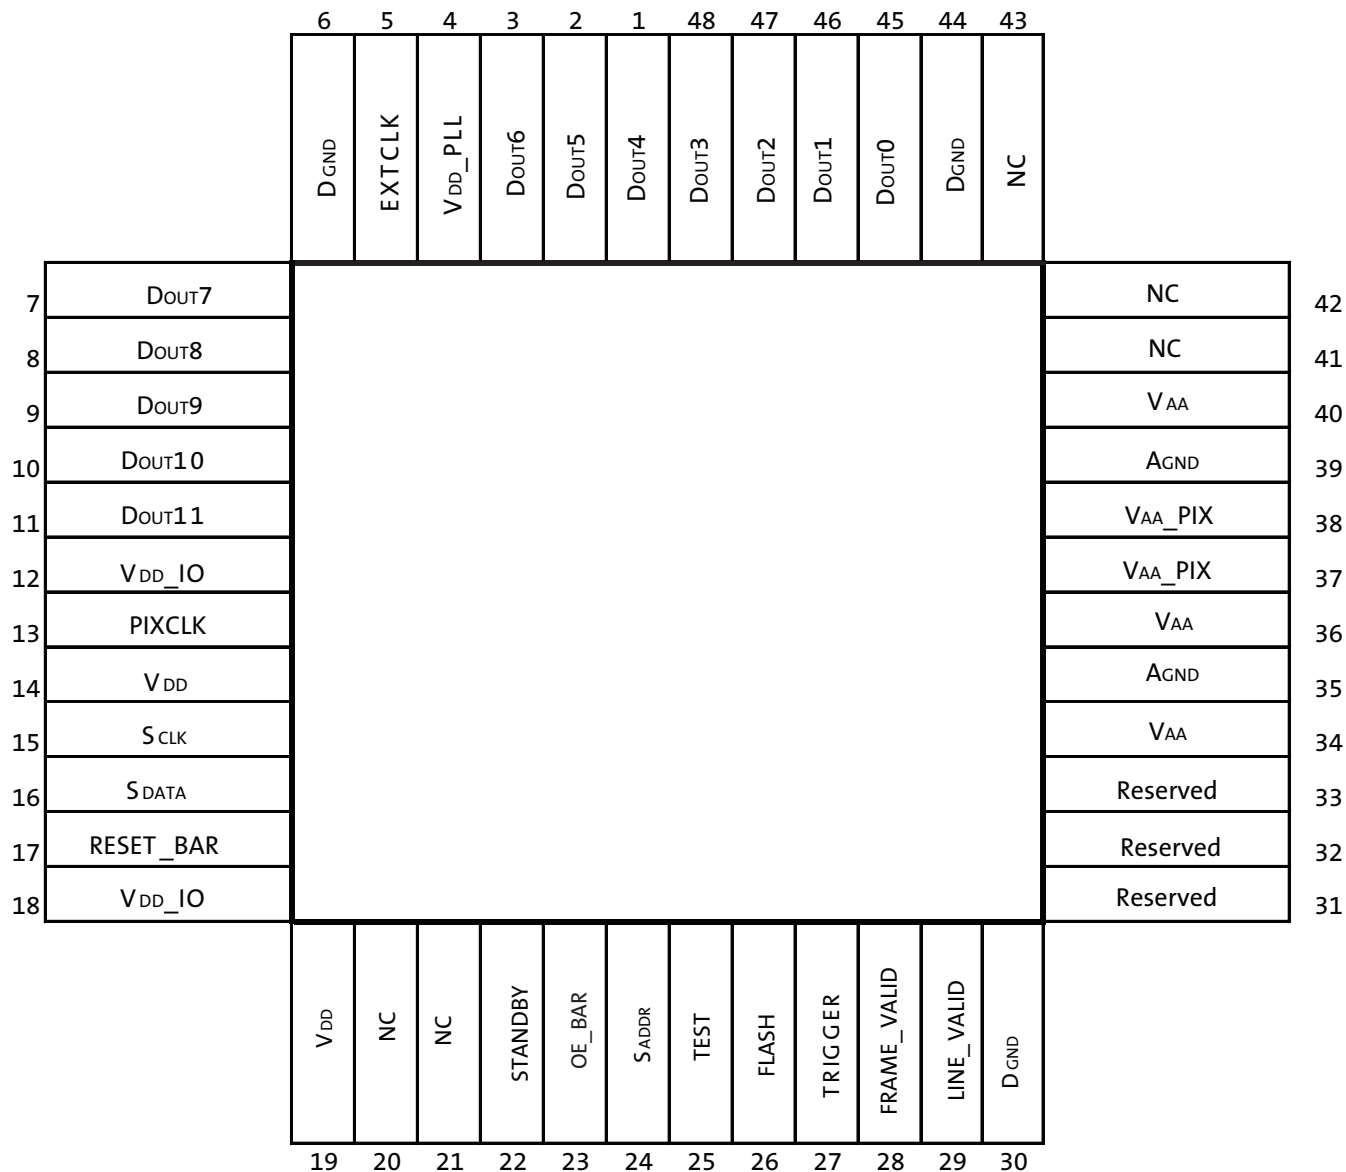 6 5 4 3 2 1 48 47 46 45 44 43
DGND
EXTCLK
VDD_PLL
DOUT6
DOUT5
DOUT4
DOUT3
DOUT2
DOUT1
DOUT0
DGND
NC
7 DOUT7
8 DOUT8
9 DOUT9
10 DOUT10
11 DOUT11
12 VDD_IO
13 PIXCLK
14 VDD
15 SCLK
16 SDATA
17 RESET_BAR
18 VDD_IO
NC 42
NC 41
VAA 40
AGND 39
VAA_PIX 38
VAA_PIX 37
VAA 36
AGND 35
VAA 34
Reserved 33
Reserved 32
Reserved 31
VDD
NC
NC
STANDBY
OE_BAR
SADDR
TEST
FLASH
TRIGGER
FRAME_VALID
LINE_VALID
DGND
19 20 21 22 23 24 25 26 27 28 29 30